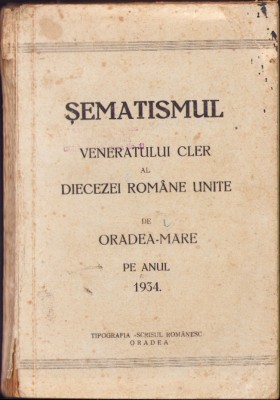 ȘEMATISMUL
VENERATULUI CLER
AL
DIECEZEI ROMÂNE UNITE
DE
ORADEA-MARE
PE ANUL
1934.
TIPOGRAFIA «SCRISUL ROMÂNESC»
ORADEA